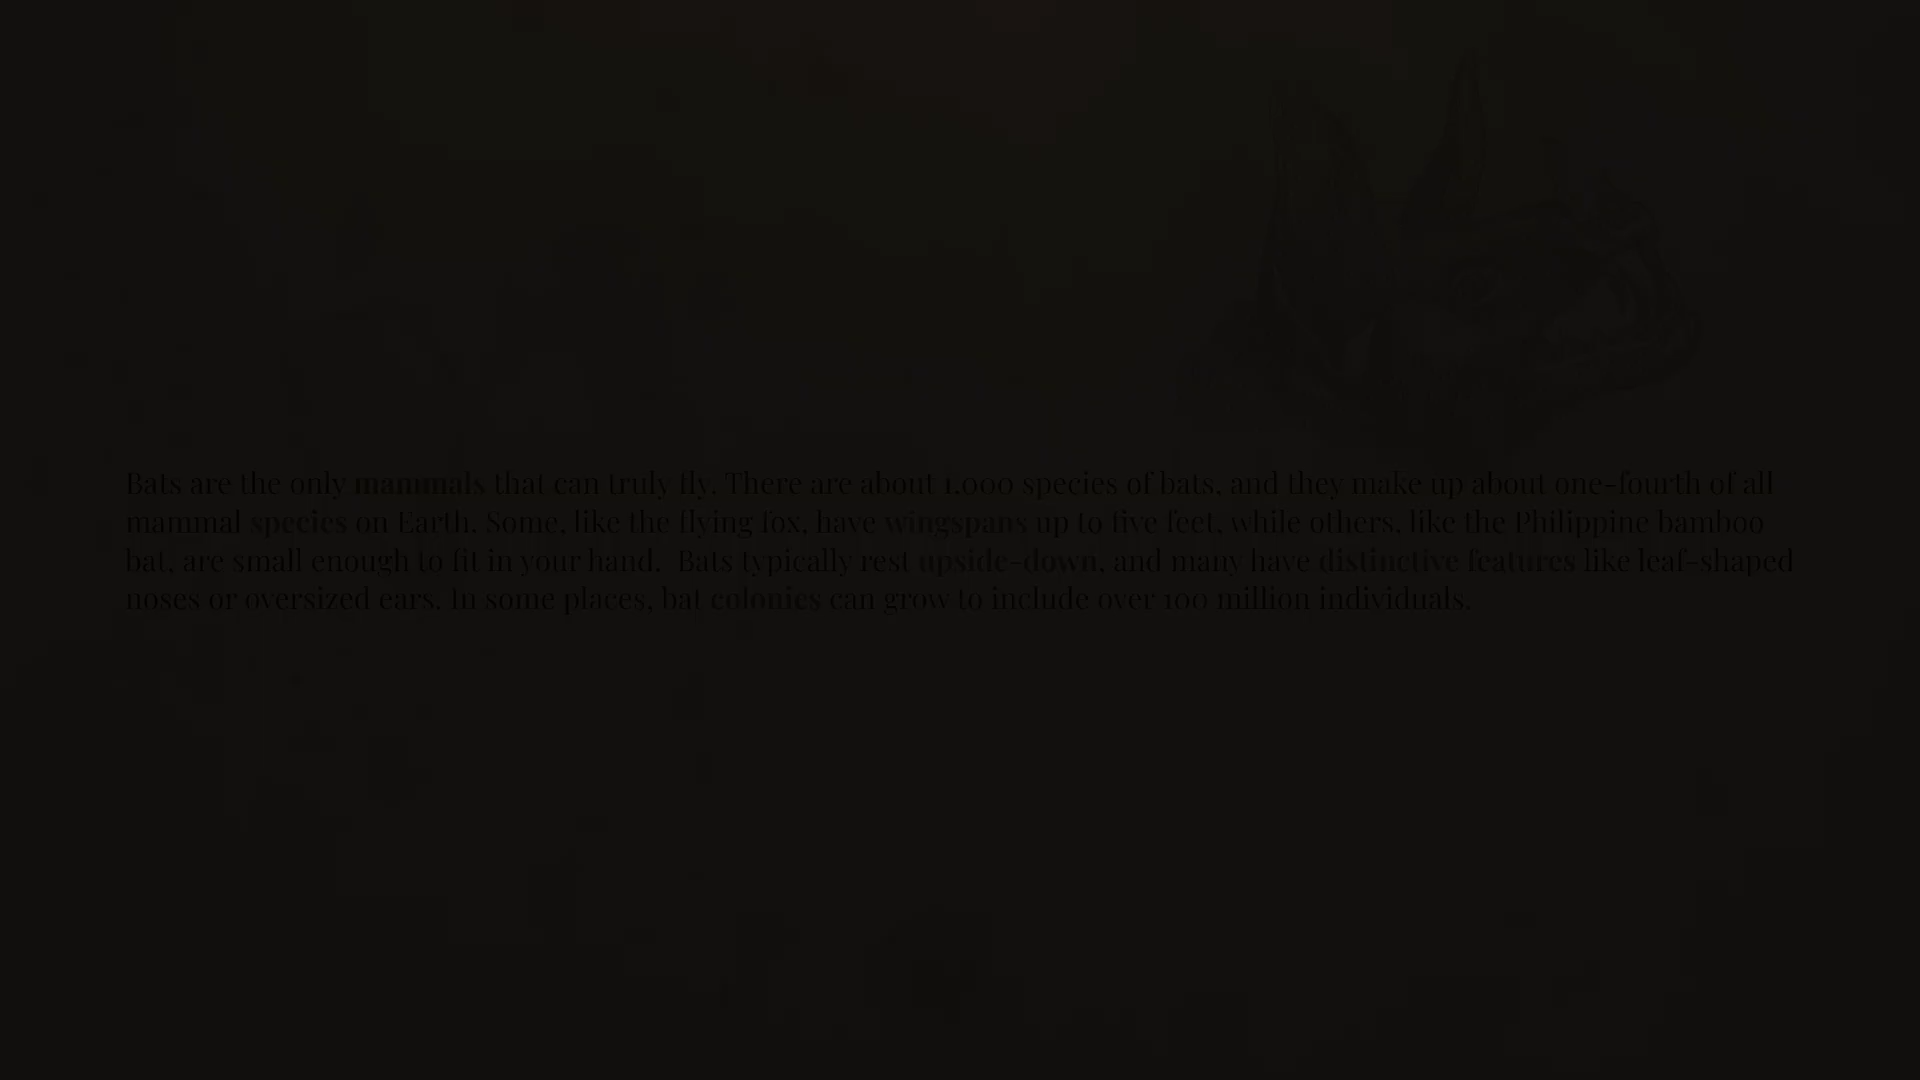 Bats are the only mammals that can truly fly. There are about 1,000 species of bats, and they make up about one-fourth of all
mammal species on Earth. Some, like the flying fox, have wingspans up to five feet, while others, like the Philippine bamboo
bat, are small enough to fit in your hand.  Bats typically rest upside-down, and many have distinctive features like leaf-shaped
noses or oversized ears. In some places, bat colonies can grow to include over 100 million individuals.